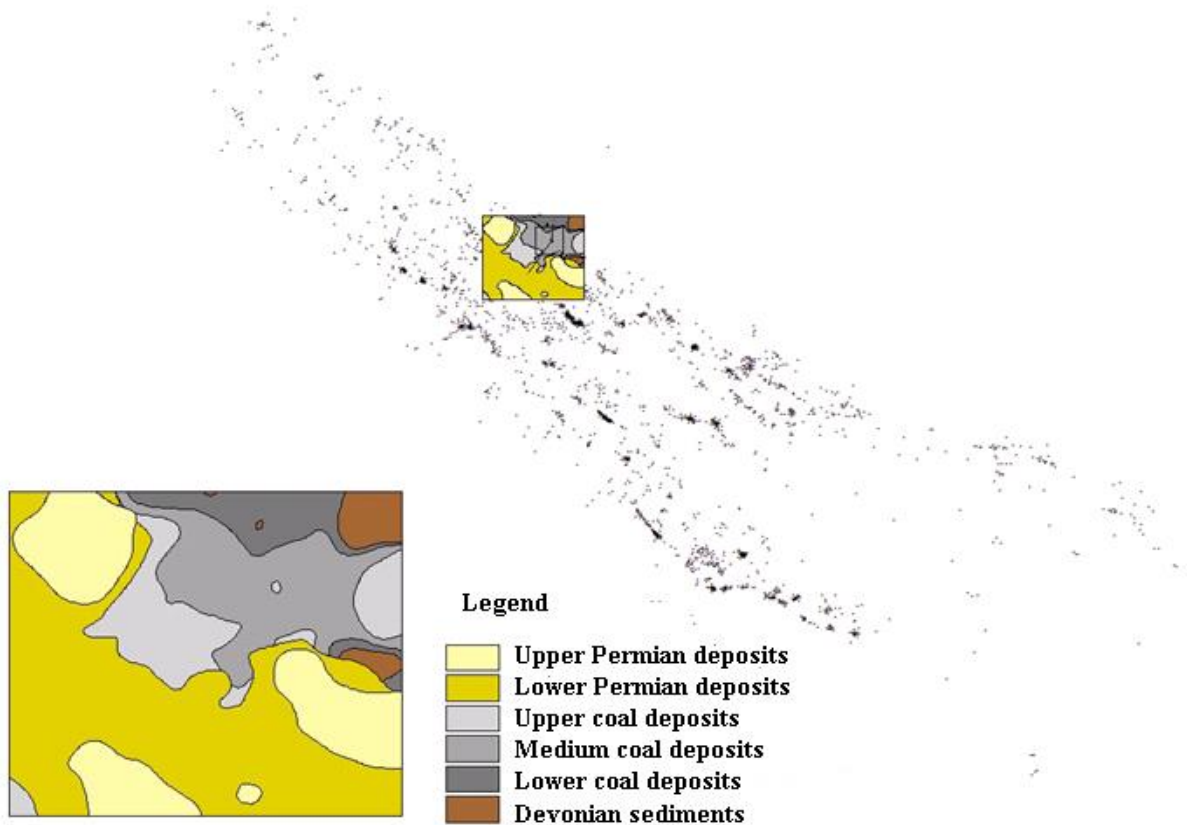 Legend
Upper Permian deposits
Lower Permian deposits
Upper coal deposits
Medium coal deposits
Lower coal deposits
Devonian sediments